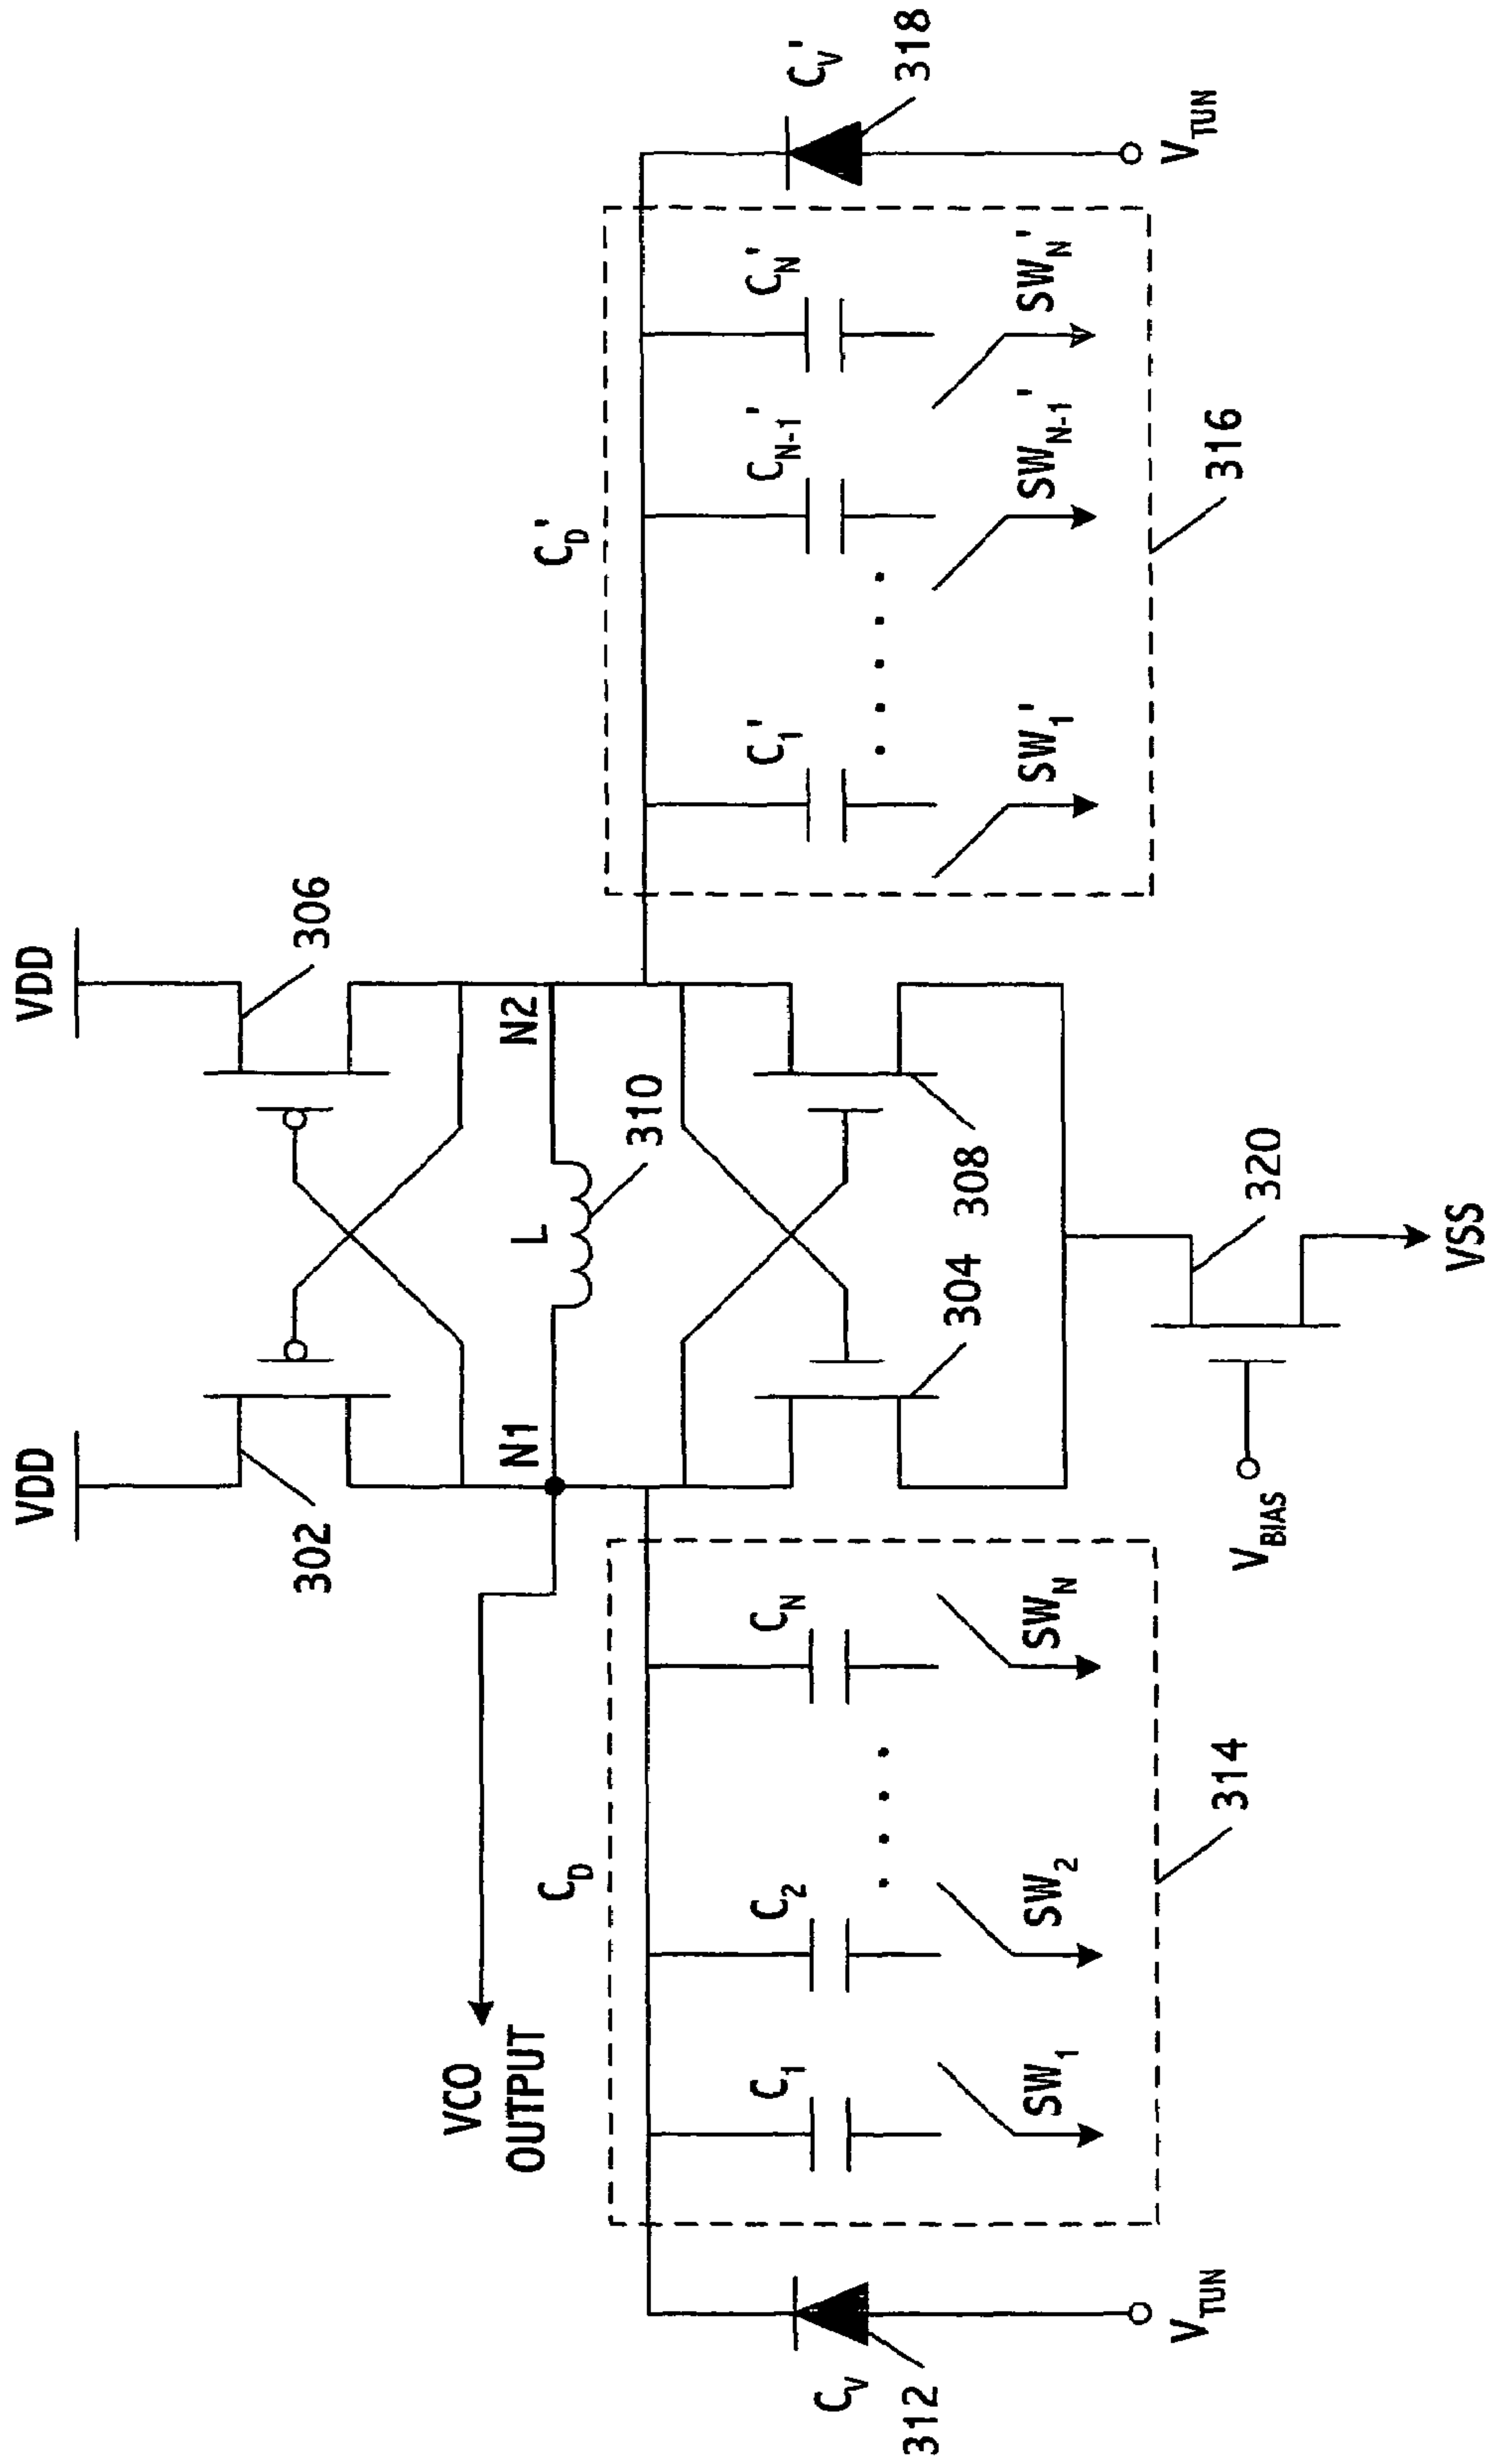 VDD
VDD
302
306
VCO
OUTPUT
N1
L
N2
310
C_D
C_D'
C_V
312
C_1
C_2
C_N
C_1'
C_N-1'
C_N'
C_V'
318
SW_1
SW_2
SW_N
304
308
SW_1'
SW_N-1'
SW_N'
V_TUN
314
V_BIAS
320
316
V_TUN
VSS